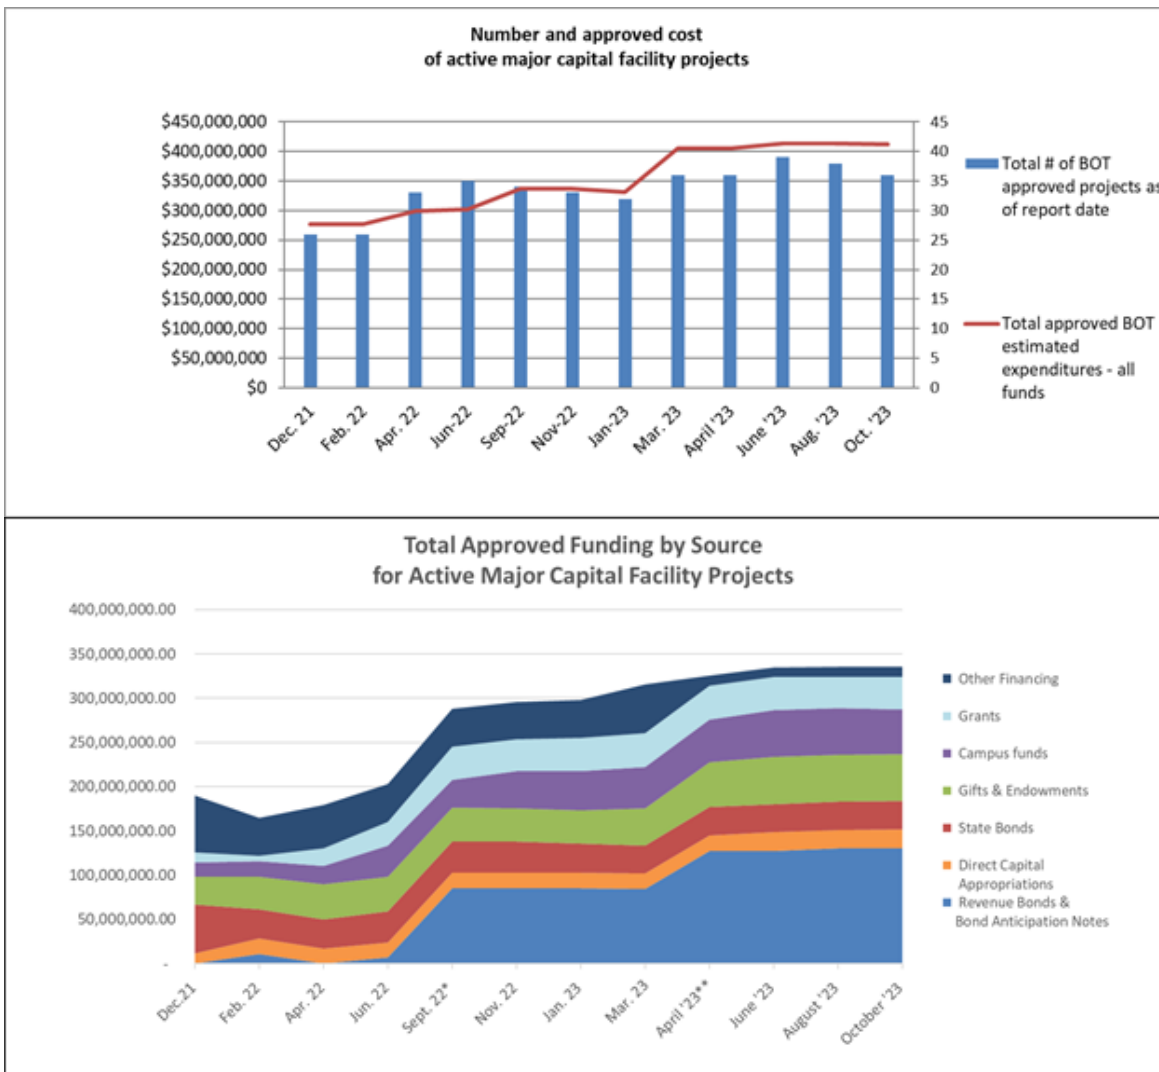 Number and approved cost
of active major capital facility projects
$450,000,000
$400,000,000
$350,000,000
$300,000,000
$250,000,000
$200,000,000
$150,000,000
$100,000,000
$50,000,000
$0
45
40
35
30
25
20
15
10
5
0
Dec. 21
Feb. 22
Apr. 22
Jun-22
Sep-22
Nov-22
Jan-23
Mar. 23
April '23
June '23
Aug. '23
Oct. '23
Total # of BOT
approved projects as
of report date
Total approved BOT
estimated
expenditures - all
funds
Total Approved Funding by Source
for Active Major Capital Facility Projects
400,000,000.00
350,000,000.00
300,000,000.00
250,000,000.00
200,000,000.00
150,000,000.00
100,000,000.00
50,000,000.00
-
Dec.21
Feb. 22
Apr. 22
Jun. 22
Sept. 22*
Nov. 22
Jan. 23
Mar. 23
April '23**
June '23
August '23
October '23
Other Financing
Grants
Campus funds
Gifts & Endowments
State Bonds
Direct Capital
Appropriations
Revenue Bonds &
Bond Anticipation Notes